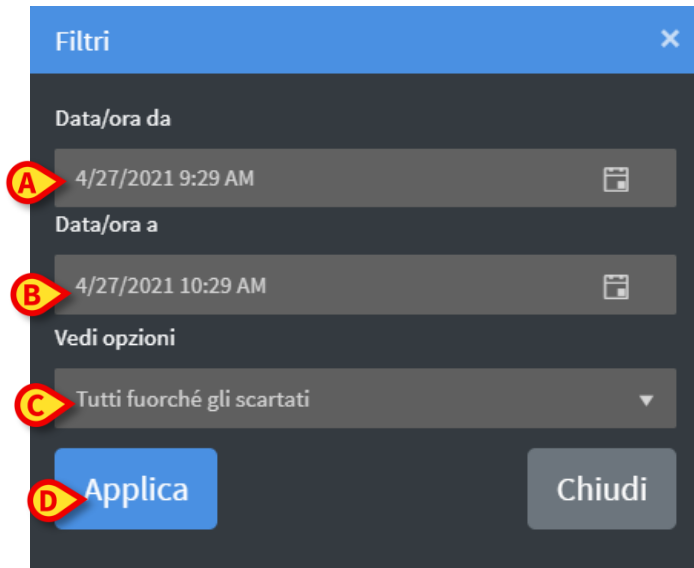 Filtri ×
Data/ora da
A 4/27/2021 9:29 AM
Data/ora a
B 4/27/2021 10:29 AM
Vedi opzioni
C Tutti fuorché gli scartati
D Applica Chiudi